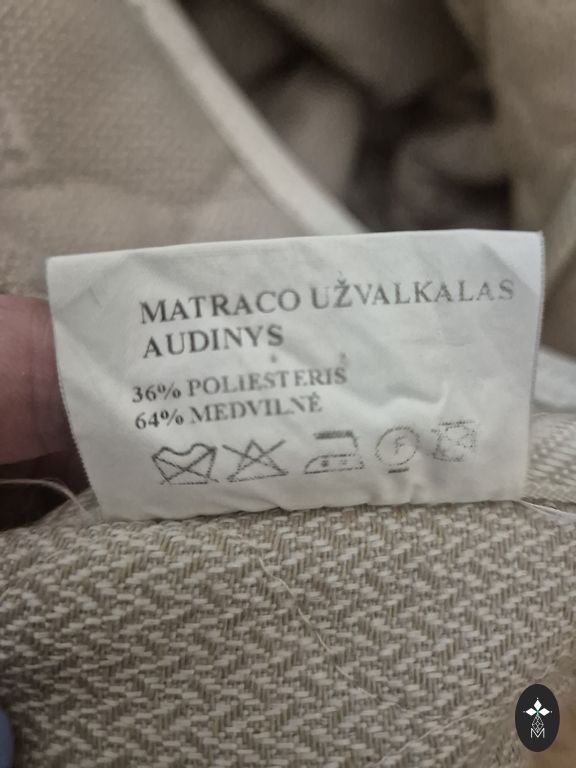 MATRACO UŽVALKALAS
AUDINYS
36% POLIESTERIS
64% MEDVILNĖ
F
M